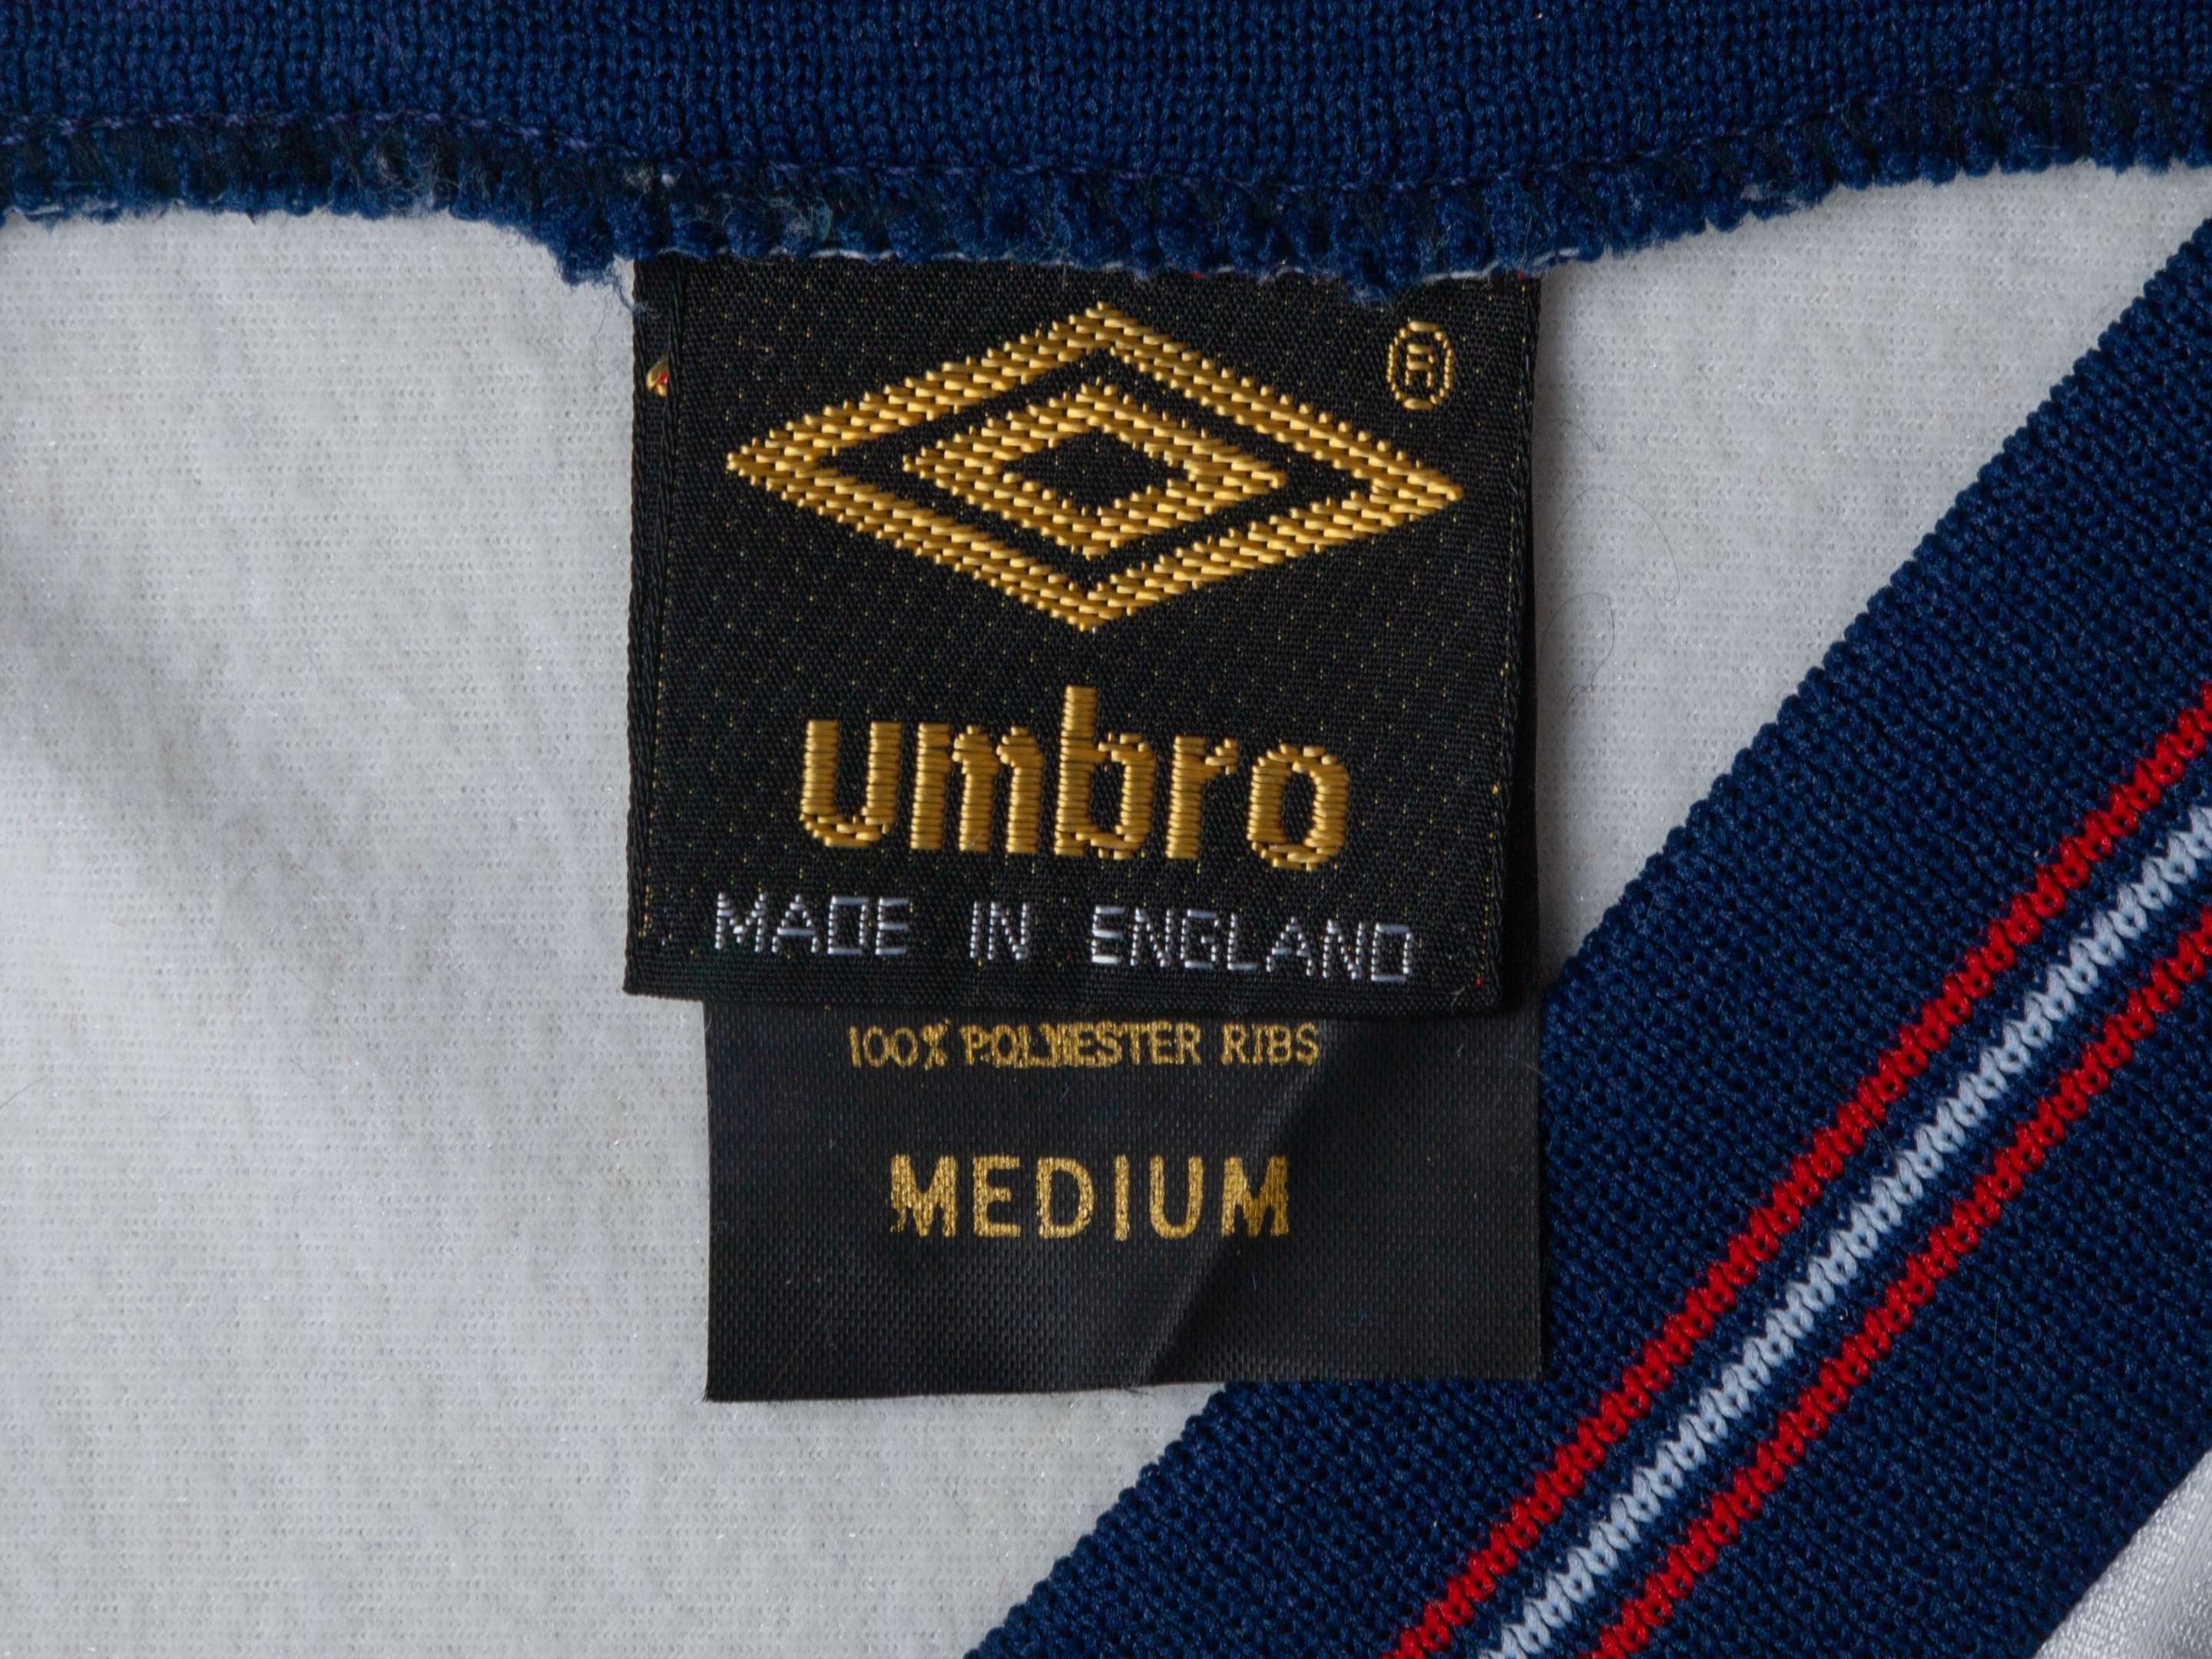 ®
umbro
MADE IN ENGLAND
100% POLYESTER RIBS
MEDIUM